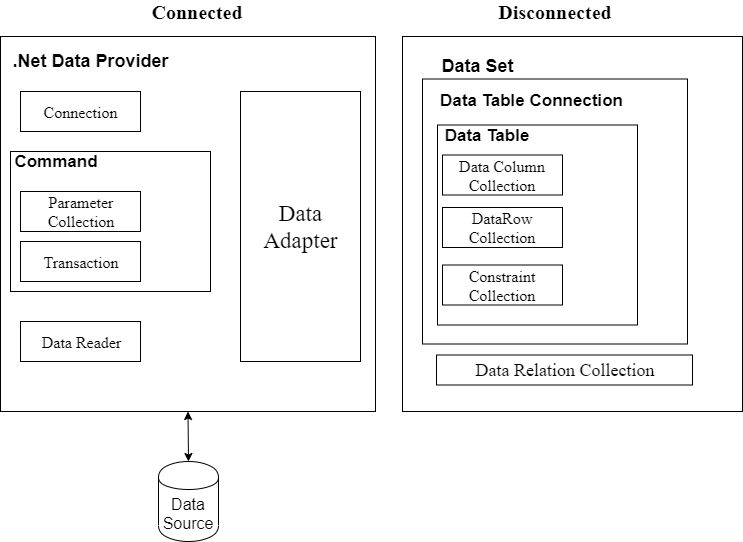 Connected
.Net Data Provider
Connection
Command
Parameter
Collection
Transaction
Data Reader
Data
Adapter
Data
Source
Disconnected
Data Set
Data Table Connection
Data Table
Data Column
Collection
DataRow
Collection
Constraint
Collection
Data Relation Collection